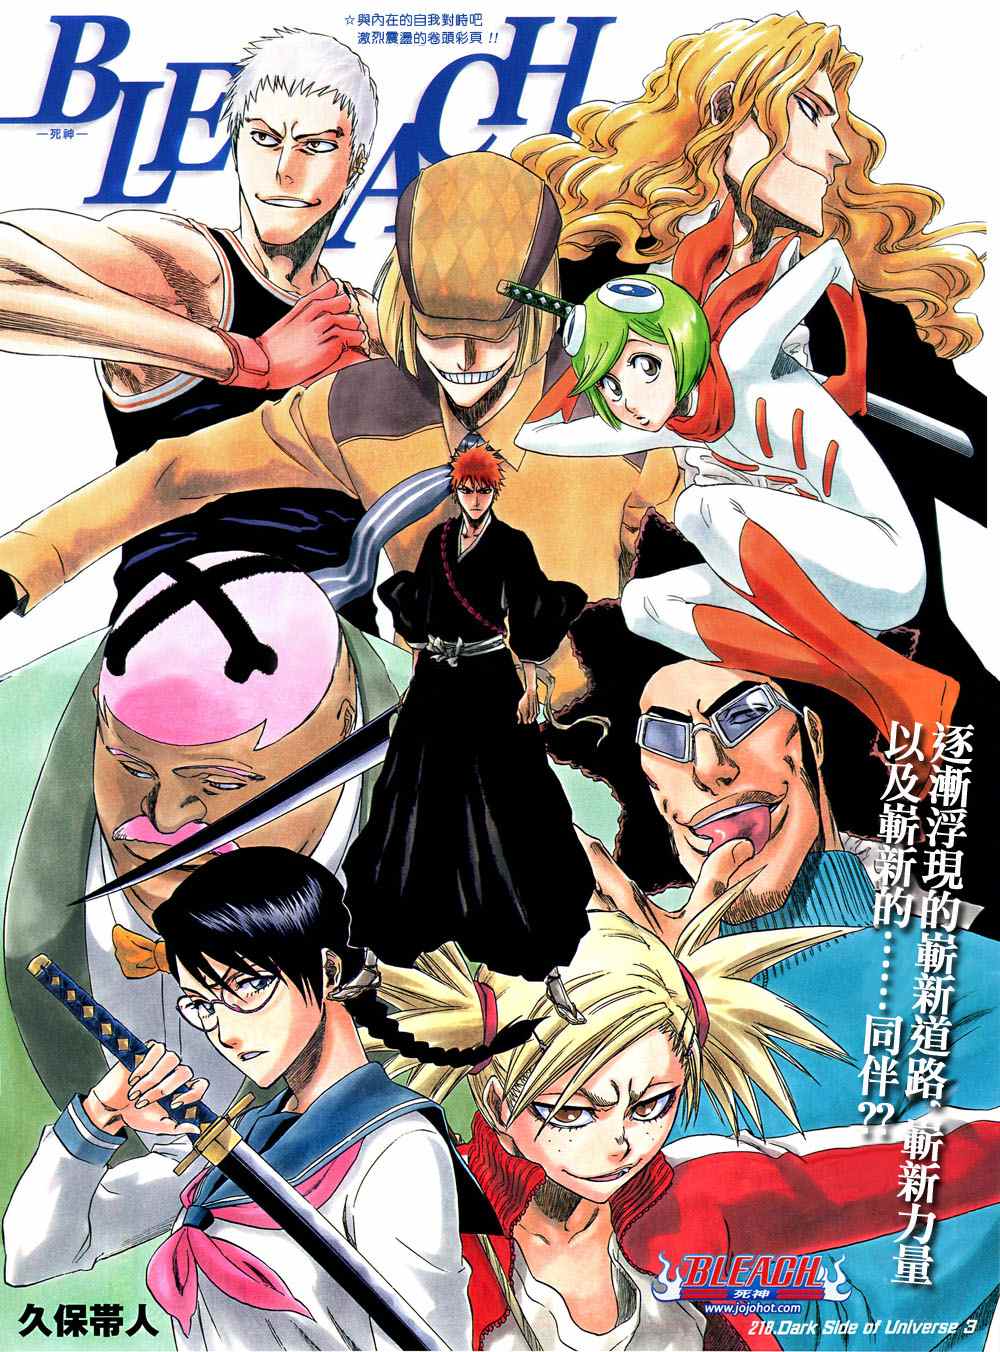 ☆與內在的自我對峙吧
激烈震盪的卷頭彩頁!!
BLEACH
—死神—
逐漸浮現的嶄新道路.嶄新力量
以及嶄新的………同伴??
BLEACH
死神
www.jojohot.com
久保帯人
218.Dark Side of Universe 3